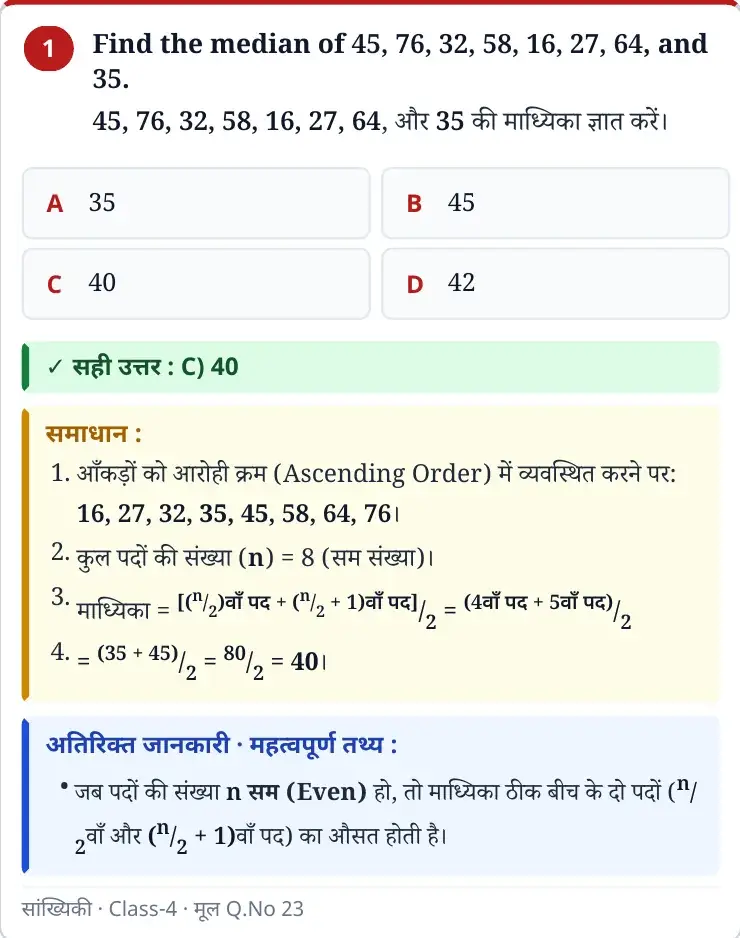 1
Find the median of 45, 76, 32, 58, 16, 27, 64, and
35.
45, 76, 32, 58, 16, 27, 64, और 35 की माध्यिका ज्ञात करें।
A 35
B 45
C 40
D 42
✓ सही उत्तर : C) 40
समाधान :
1. आँकड़ों को आरोही क्रम (Ascending Order) में व्यवस्थित करने पर:
16, 27, 32, 35, 45, 58, 64, 76।
2. कुल पदों की संख्या (n) = 8 (सम संख्या)।
3. माध्यिका = [(n/2)वाँ पद + (n/2 + 1)वाँ पद]/2 = (4वाँ पद + 5वाँ पद)/2
4. = (35 + 45)/2 = 80/2 = 40।
अतिरिक्त जानकारी · महत्वपूर्ण तथ्य :
• जब पदों की संख्या n सम (Even) हो, तो माध्यिका ठीक बीच के दो पदों (n/
2वाँ और (n/2 + 1)वाँ पद) का औसत होती है।
सांख्यिकी · Class-4 · मूल Q.No 23